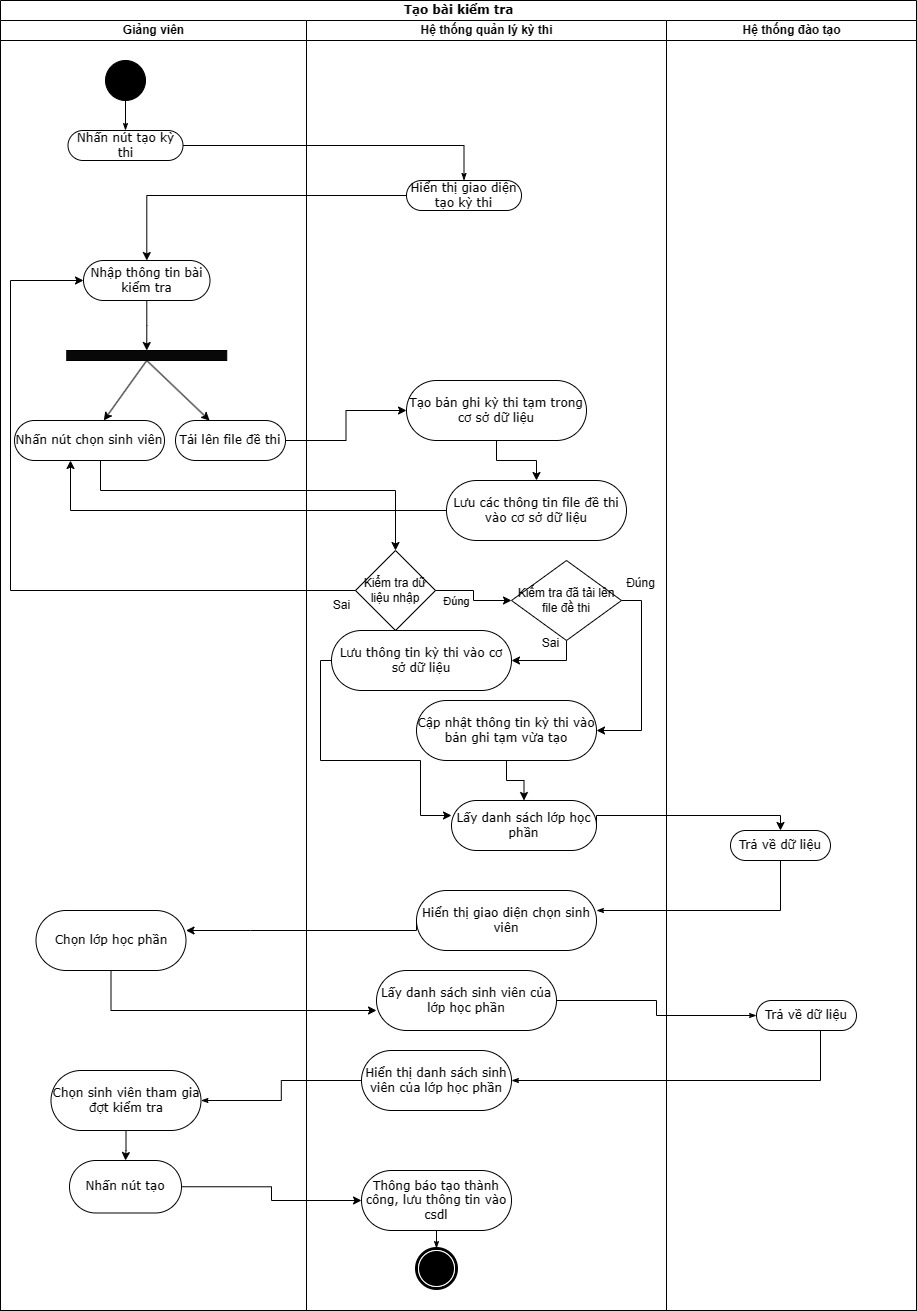 Tạo bài kiểm tra
Giảng viên
Hệ thống quản lý kỳ thi
Hệ thống đào tạo
Nhấn nút tạo kỳ
thi
Hiển thị giao diện
tạo kỳ thi
Nhập thông tin bài
kiểm tra
Nhấn nút chọn sinh viên
Tải lên file đề thi
Tạo bản ghi kỳ thi tạm trong
cơ sở dữ liệu
Lưu các thông tin file đề thi
vào cơ sở dữ liệu
Kiểm tra dữ
liệu nhập
Sai
Đúng
Kiểm tra đã tải lên
file đề thi
Đúng
Sai
Lưu thông tin kỳ thi vào cơ
sở dữ liệu
Cập nhật thông tin kỳ thi vào
bản ghi tạm vừa tạo
Lấy danh sách lớp học
phần
Trả về dữ liệu
Hiển thị giao diện chọn sinh
viên
Chọn lớp học phần
Lấy danh sách sinh viên của
lớp học phần
Trả về dữ liệu
Hiển thị danh sách sinh
viên của lớp học phần
Chọn sinh viên tham gia
đợt kiểm tra
Nhấn nút tạo
Thông báo tạo thành
công, lưu thông tin vào
csdl